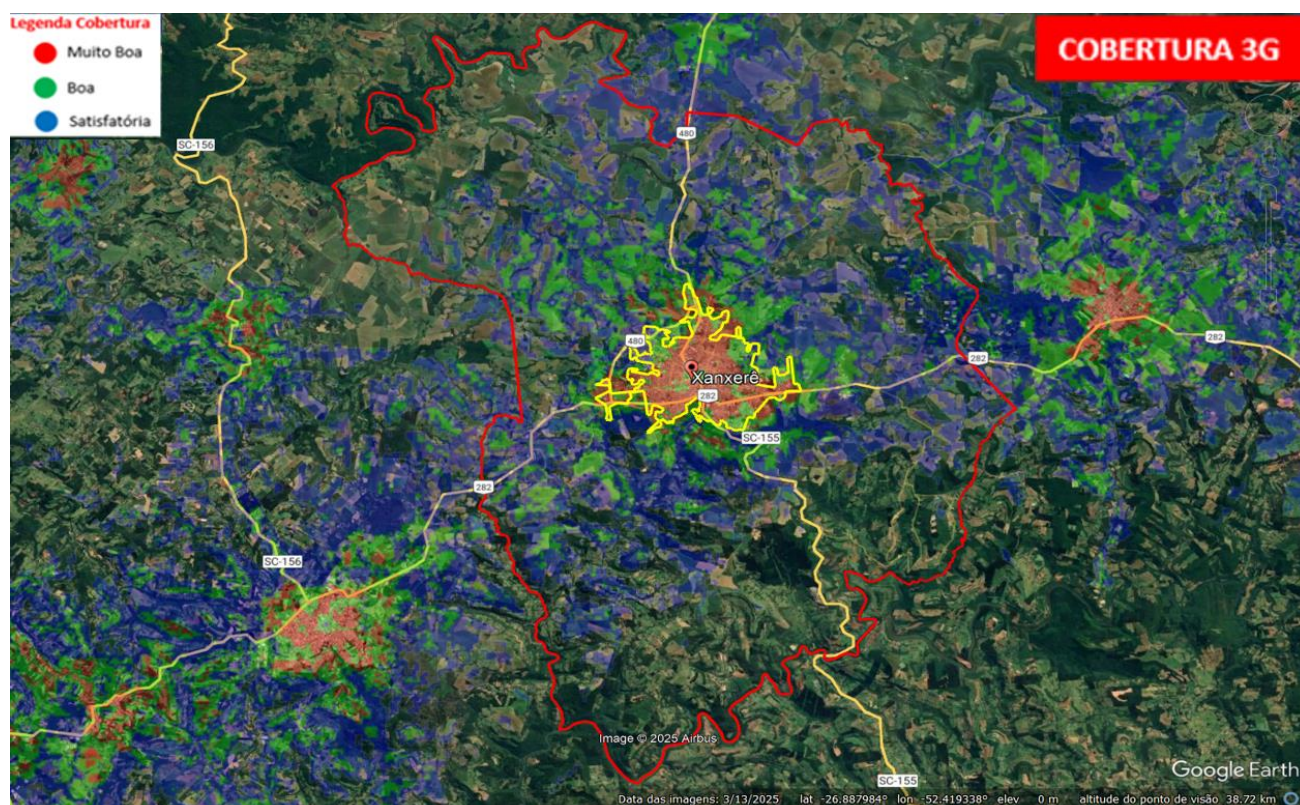 Legenda Cobertura
Muito Boa
Boa
Satisfatória
COBERTURA 3G
SC-156
480
480
282
282
Xanxerê
282
SC-155
282
SC-156
Image © 2025 Airbus
Google Earth
SC-155
Data das imagens: 3/13/2025 lat -26.887984° lon -52.419338° elev 0 m altitude do ponto de visão 38.72 km